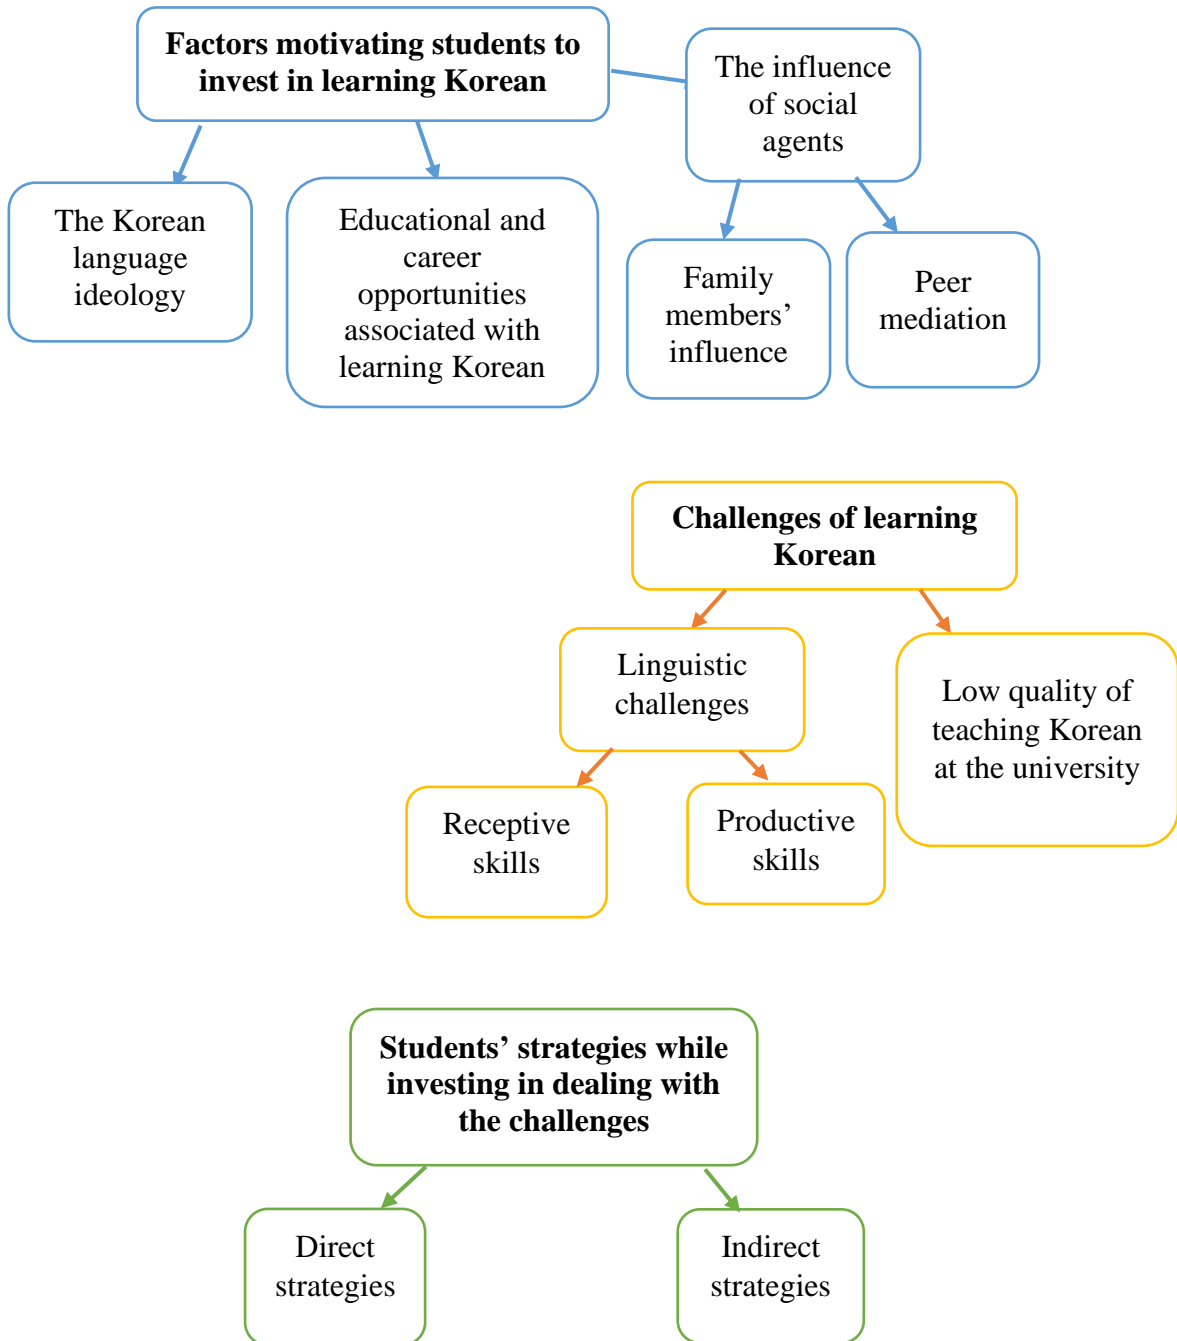 Factors motivating students to
invest in learning Korean
The influence
of social
agents
The Korean
language
ideology
Educational and
career
opportunities
associated with
learning Korean
Family
members’
influence
Peer
mediation
Challenges of learning
Korean
Linguistic
challenges
Low quality of
teaching Korean
at the university
Receptive
skills
Productive
skills
Students’ strategies while
investing in dealing with
the challenges
Direct
strategies
Indirect
strategies